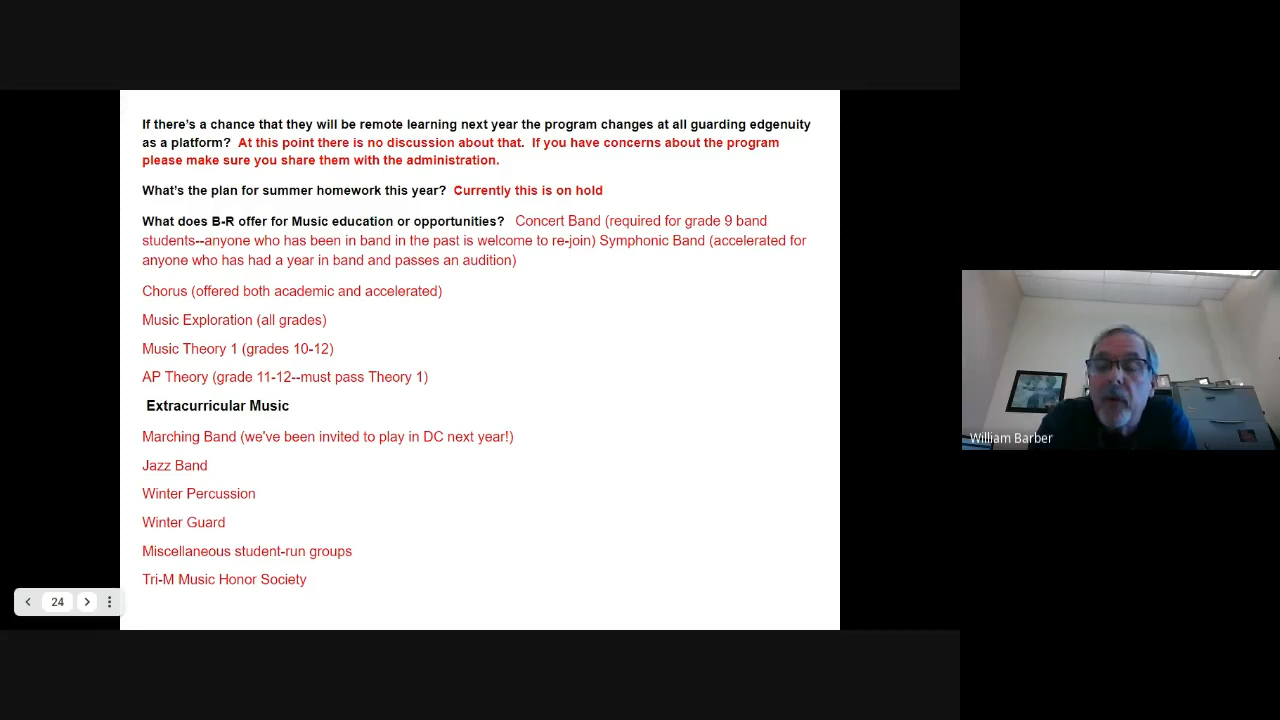 If there's a chance that they will be remote learning next year the program changes at all guarding edgenuity
as a platform? At this point there is no discussion about that. If you have concerns about the program
please make sure you share them with the administration.
What's the plan for summer homework this year? Currently this is on hold
What does B-R offer for Music education or opportunities? Concert Band (required for grade 9 band
students--anyone who has been in band in the past is welcome to re-join) Symphonic Band (accelerated for
anyone who has had a year in band and passes an audition)
Chorus (offered both academic and accelerated)
Music Exploration (all grades)
Music Theory 1 (grades 10-12)
AP Theory (grade 11-12--must pass Theory 1)
Extracurricular Music
Marching Band (we've been invited to play in DC next year!)
Jazz Band
Winter Percussion
Winter Guard
Miscellaneous student-run groups
Tri-M Music Honor Society
24
William Barber